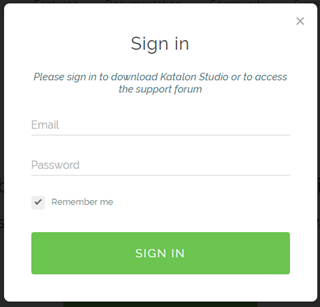 Sign in
Please sign in to download Katalon Studio or to access
the support forum
Email
Password
Remember me
SIGN IN